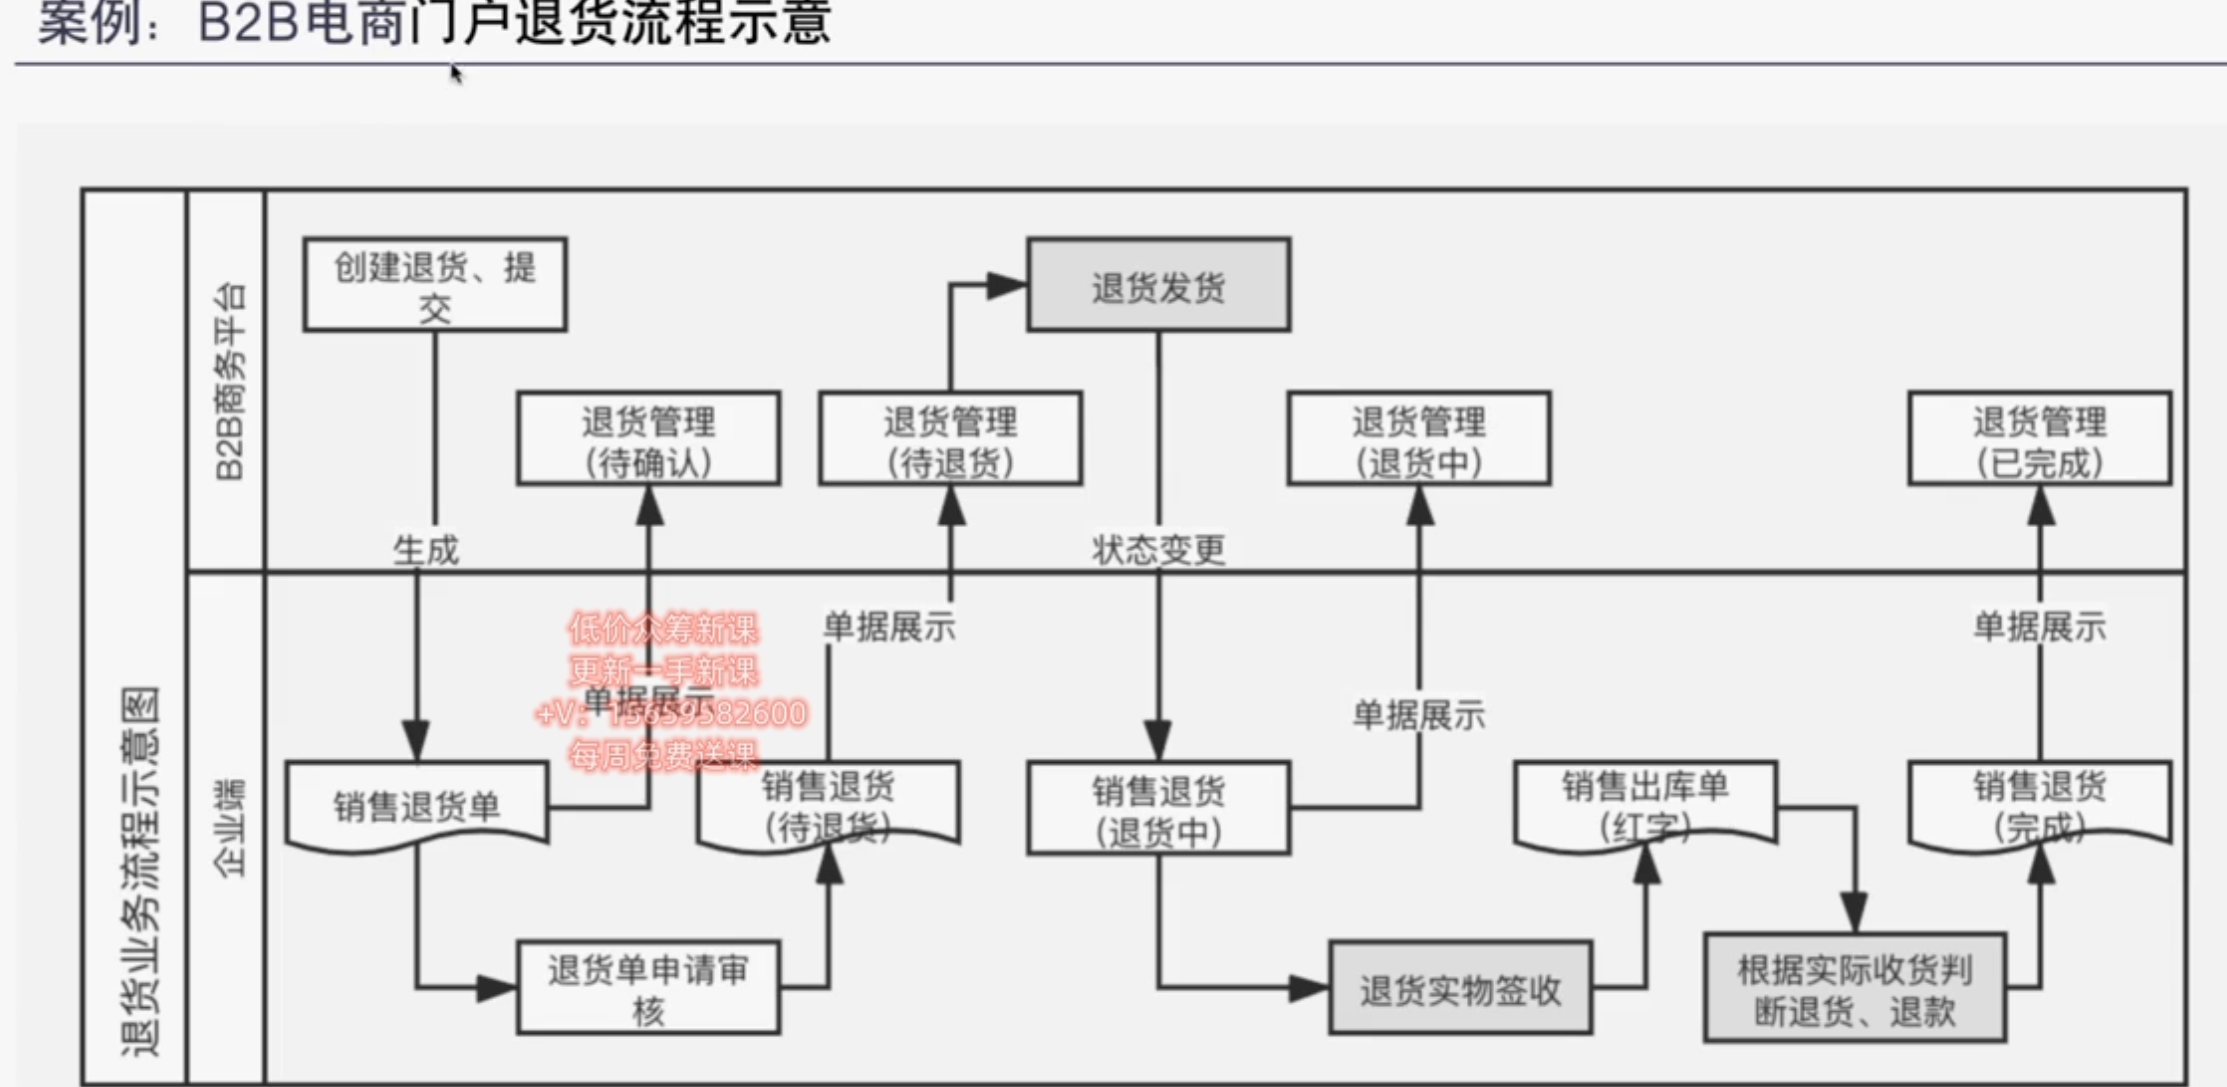 案例：B2B电商门户退货流程示意
退货业务流程示意图
B2B商务平台
创建退货、提
交
退货发货
退货管理
（待确认）
退货管理
（待退货）
退货管理
（退货中）
退货管理
（已完成）
生成
状态变更
企业端
低价众筹新课
更新一手新课
单据展示
每周免费送课
单据展示
单据展示
单据展示
销售退货单
销售退货
（待退货）
销售退货
（退货中）
销售出库单
（红字）
销售退货
（完成）
退货单申请审
核
退货实物签收
根据实际收货判
断退货、退款